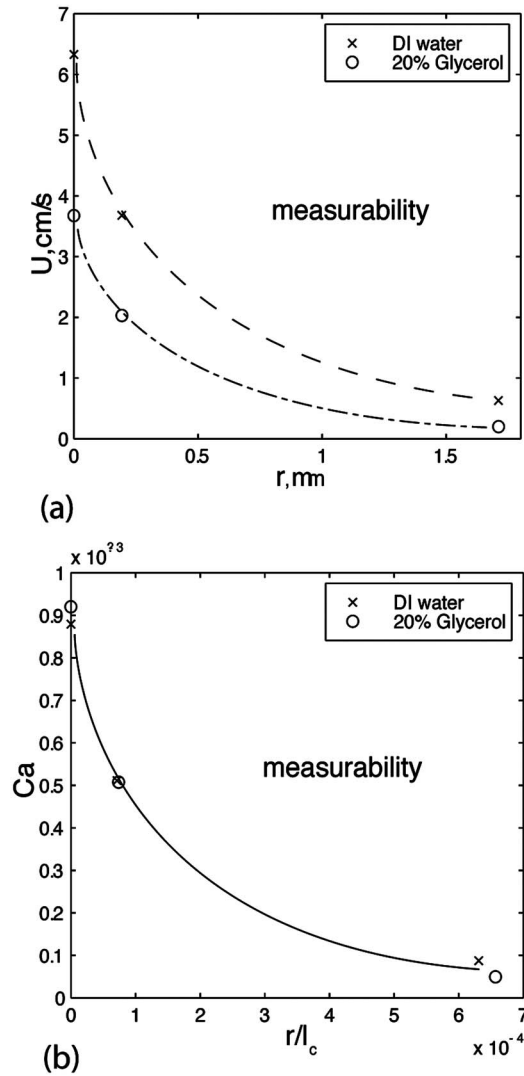 7
× DI water
○ 20% Glycerol
6
5
4
measurability
U,cm/s
3
2
1
0
0 0.5 1 1.5
r,mm
(a)
x 10?3
1
× DI water
○ 20% Glycerol
0.9
0.8
0.7
0.6
measurability
Ca
0.5
0.4
0.3
0.2
0.1
0
0 1 2 3 4 5 6 7
r/lc
x 10-4
(b)